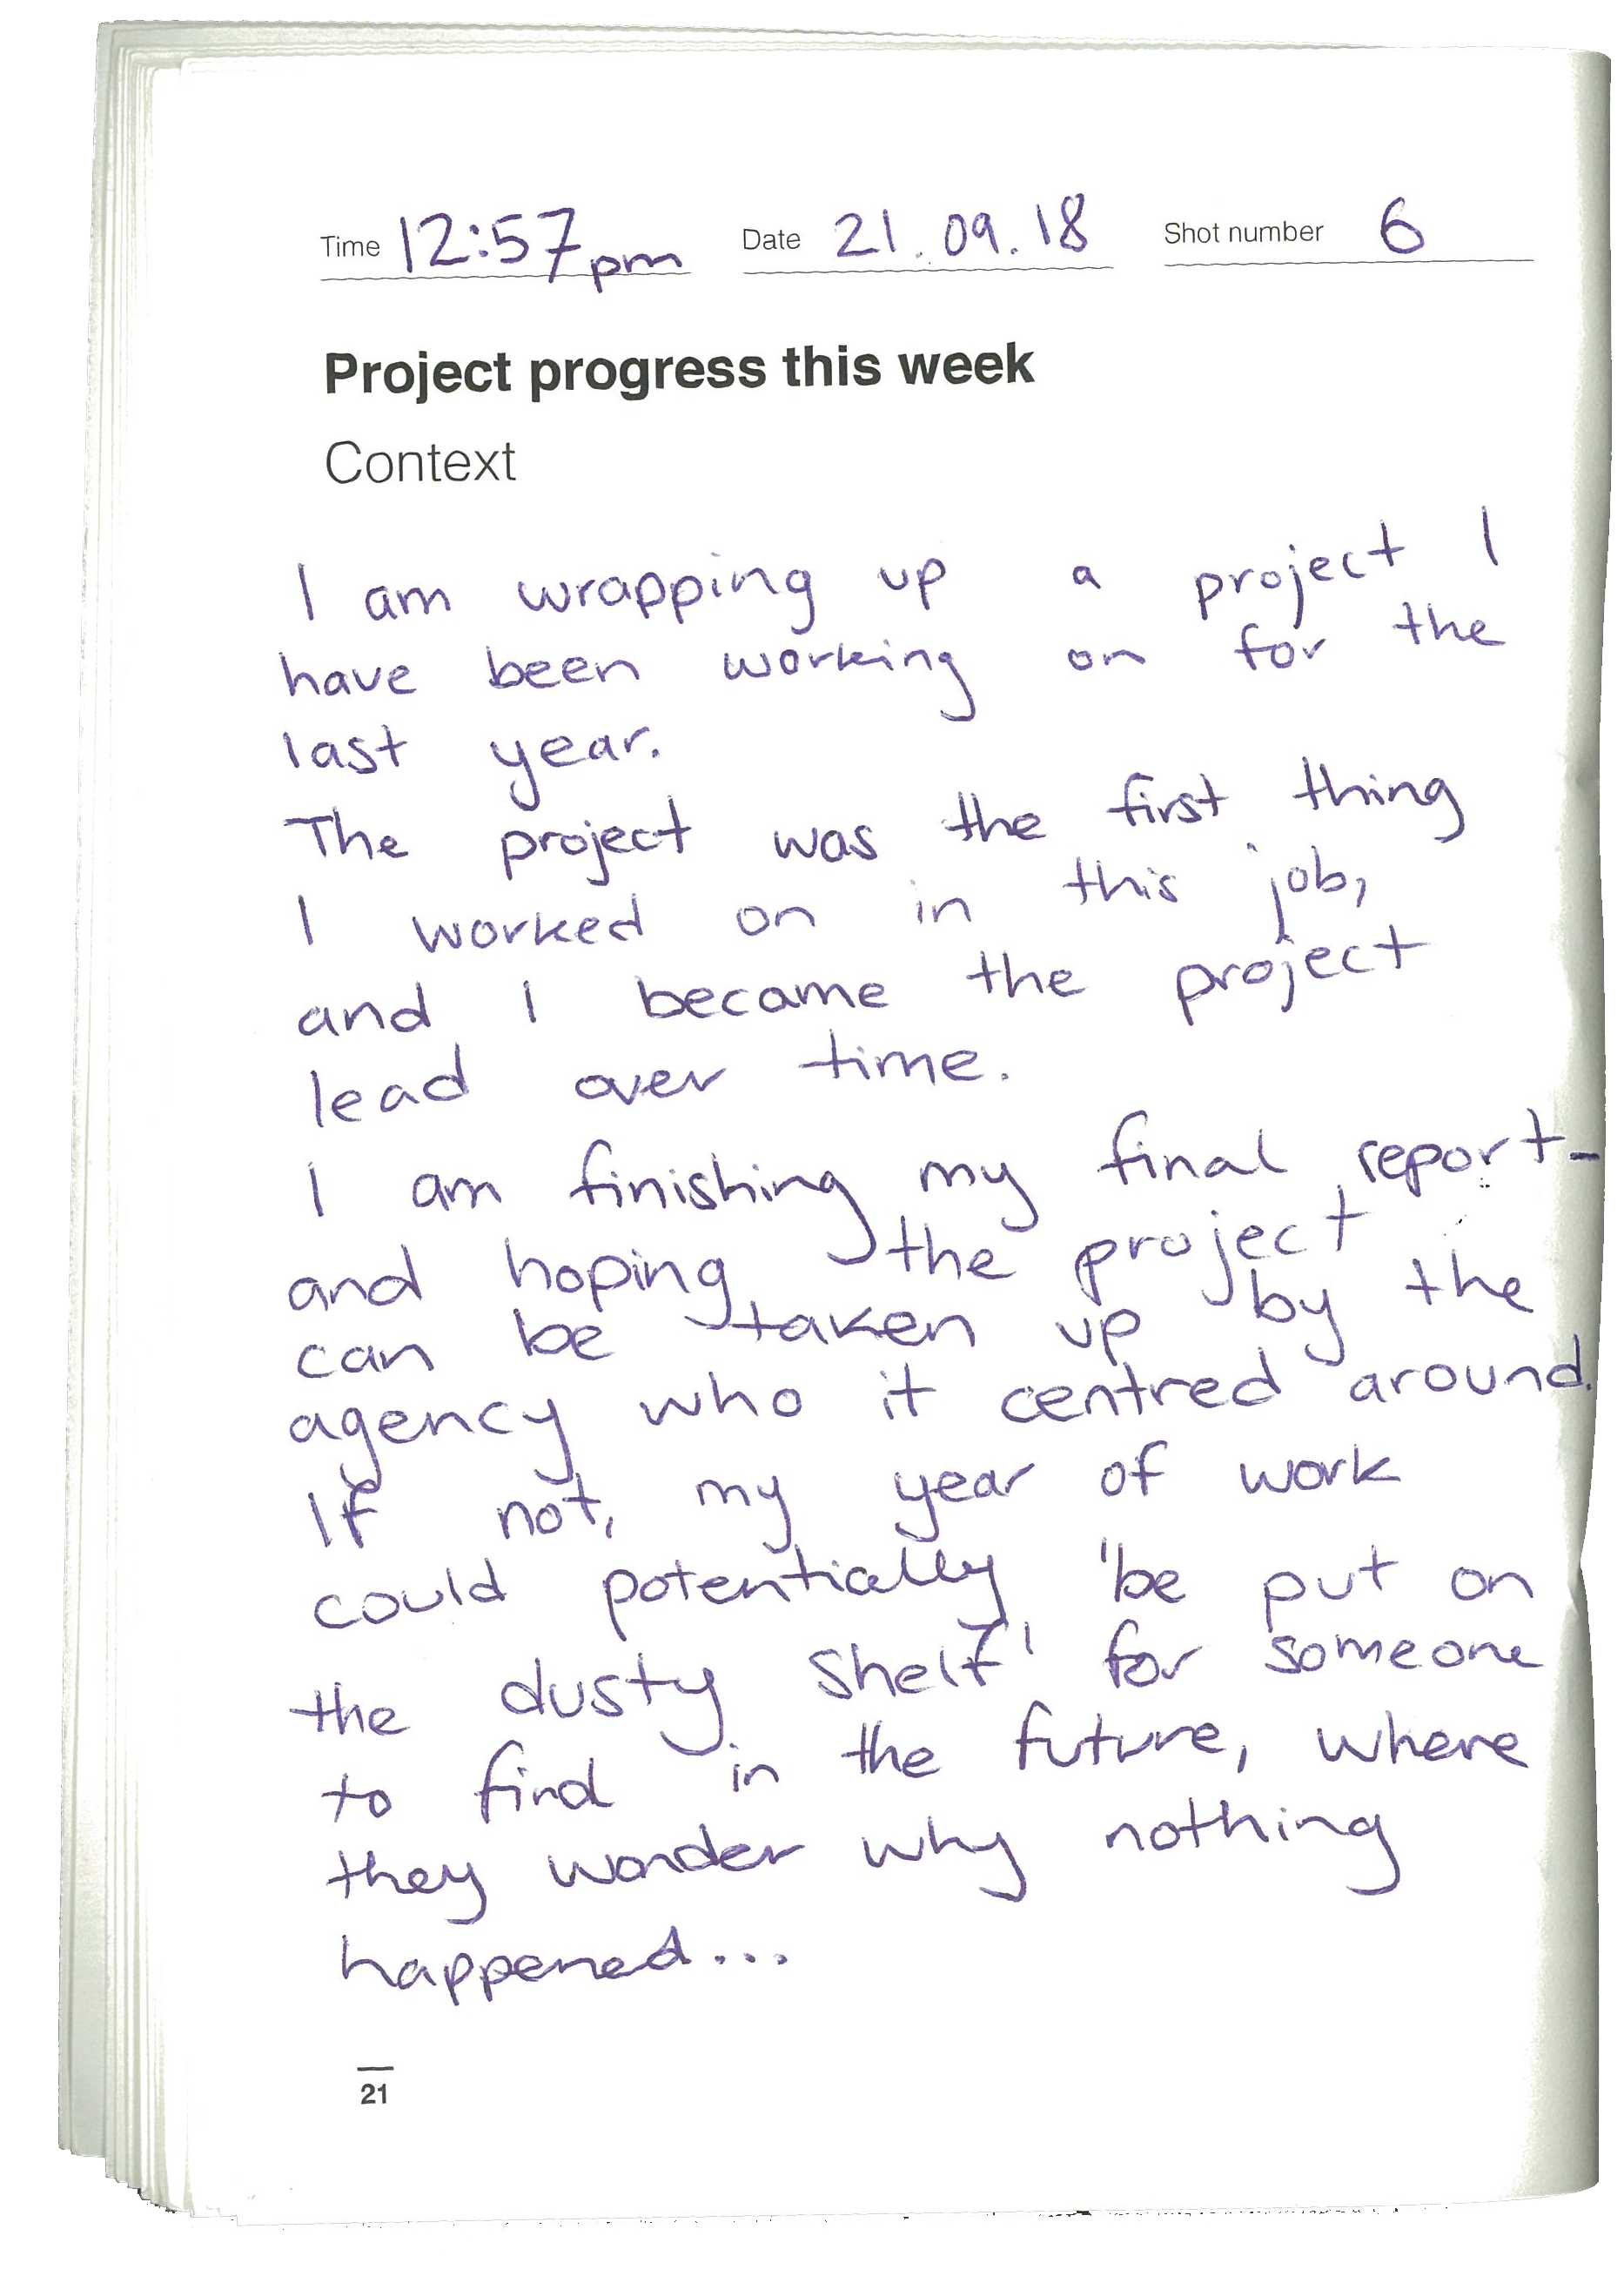 Time 12:57pm Date 21.09.18 Shot number 6
Project progress this week
Context
I am wrapping up a project I
have been working on for the
last year.
The project was the first thing
I worked on in this job,
and I became the project
lead over time.
I am finishing my final report-
and hoping the project
can be taken up by the
agency who it centred around.
If not, my year of work
could potentially 'be put on
the dusty shelf' for someone
to find in the future, where
they wonder why nothing
happened...
21